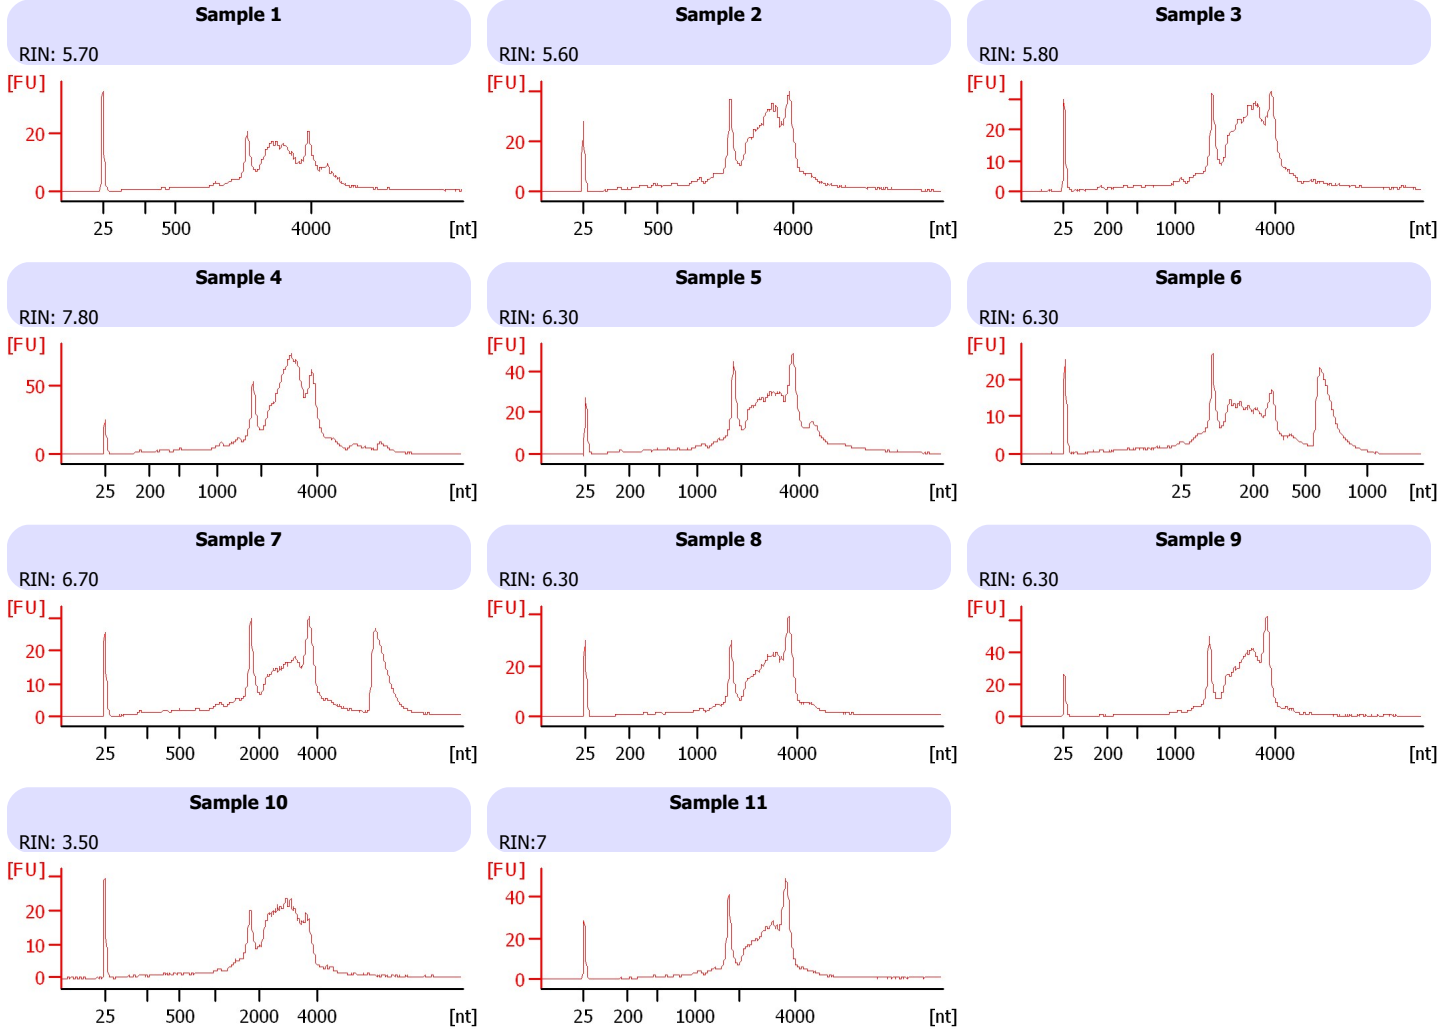 Sample 1
RIN: 5.70
[FU]
20
0
25 500 4000 [nt]
Sample 2
RIN: 5.60
[FU]
20
0
25 500 4000 [nt]
Sample 3
RIN: 5.80
[FU]
20
10
0
25 200 1000 4000 [nt]
Sample 4
RIN: 7.80
[FU]
50
0
25 200 1000 4000 [nt]
Sample 5
RIN: 6.30
[FU]
40
20
0
25 200 1000 4000 [nt]
Sample 6
RIN: 6.30
[FU]
20
10
0
25 200 500 1000 [nt]
Sample 7
RIN: 6.70
[FU]
20
10
0
25 500 2000 4000 [nt]
Sample 8
RIN: 6.30
[FU]
20
0
25 200 1000 4000 [nt]
Sample 9
RIN: 6.30
[FU]
40
20
0
25 200 1000 4000 [nt]
Sample 10
RIN: 3.50
[FU]
20
10
0
25 500 2000 4000 [nt]
Sample 11
RIN:7
[FU]
40
20
0
25 200 1000 4000 [nt]